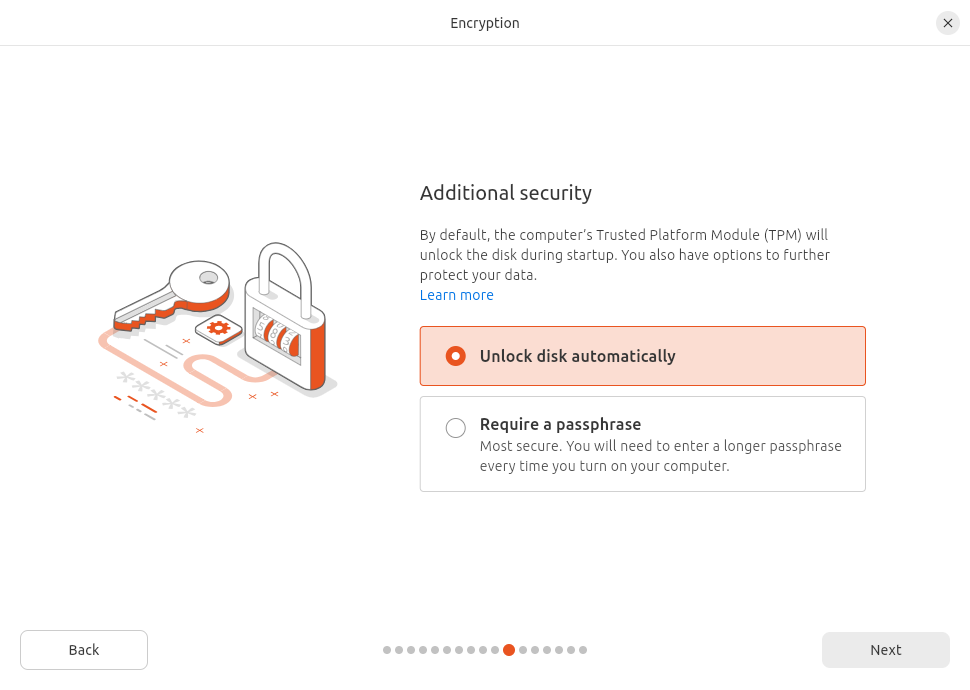 Encryption
Additional security
By default, the computer's Trusted Platform Module (TPM) will
unlock the disk during startup. You also have options to further
protect your data.
Learn more
Unlock disk automatically
Require a passphrase
Most secure. You will need to enter a longer passphrase
every time you turn on your computer.
Back
Next